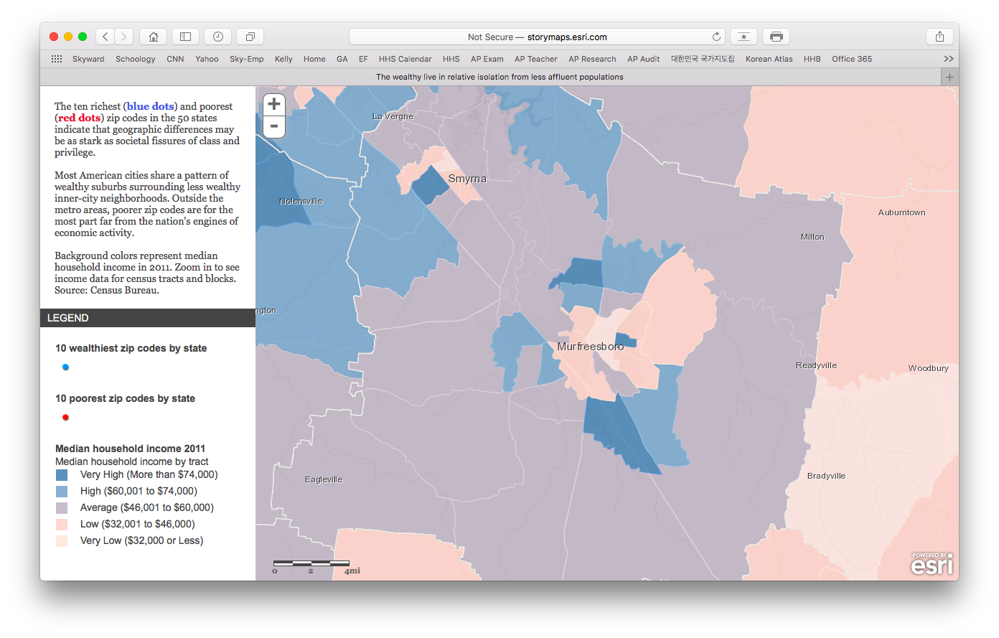 Not Secure — storymaps.esri.com
Skyward Schoology CNN Yahoo Sky-Emp Kelly Home GA EF HHS Calendar HHS AP Exam AP Teacher AP Research AP Audit 대한민국 국가지도집 Korean Atlas HHB Office 365 >>
The wealthy live in relative isolation from less affluent populations
The ten richest (blue dots) and poorest
(red dots) zip codes in the 50 states
indicate that geographic differences may
be as stark as societal fissures of class and
privilege.
Most American cities share a pattern of
wealthy suburbs surrounding less wealthy
inner-city neighborhoods. Outside the
metro areas, poorer zip codes are for the
most part far from the nation's engines of
economic activity.
Background colors represent median
household income in 2011. Zoom in to see
income data for census tracts and blocks.
Source: Census Bureau.
LEGEND
10 wealthiest zip codes by state
10 poorest zip codes by state
Median household income 2011
Median household income by tract
Very High (More than $74,000)
High ($60,001 to $74,000)
Average ($46,001 to $60,000)
Low ($32,001 to $46,000)
Very Low ($32,000 or Less)
+
-
La Vergne
Smyrna
Nolensville
Auburntown
Milton
ngton
Murfreesboro
Readyville
Woodbury
Eagleville
Bradyville
0 2 4mi
POWERED BY
esri